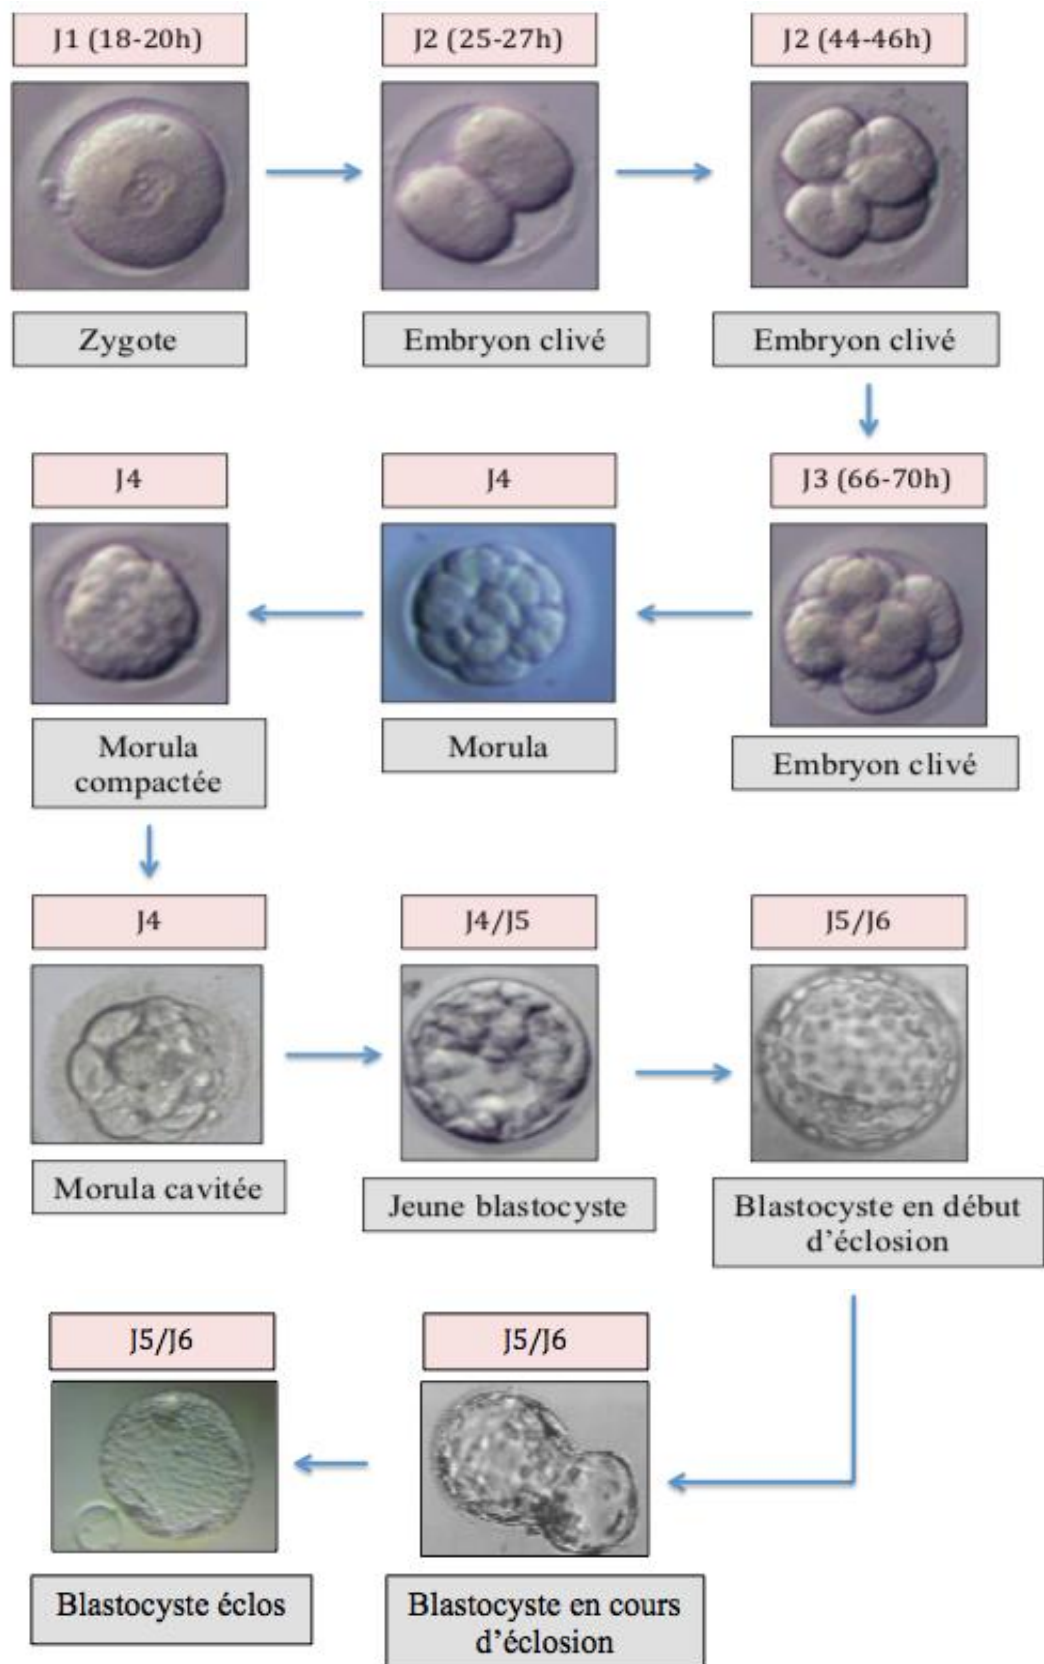 J1 (18-20h)
J2 (25-27h)
J2 (44-46h)
Zygote
Embryon clivé
Embryon clivé
J3 (66-70h)
J4
J4
Embryon clivé
Morula
Morula
compactée
J4
J4/J5
J5/J6
Morula cavitée
Jeune blastocyste
Blastocyste en début
d’éclosion
J5/J6
J5/J6
Blastocyste en cours
d’éclosion
Blastocyste éclos